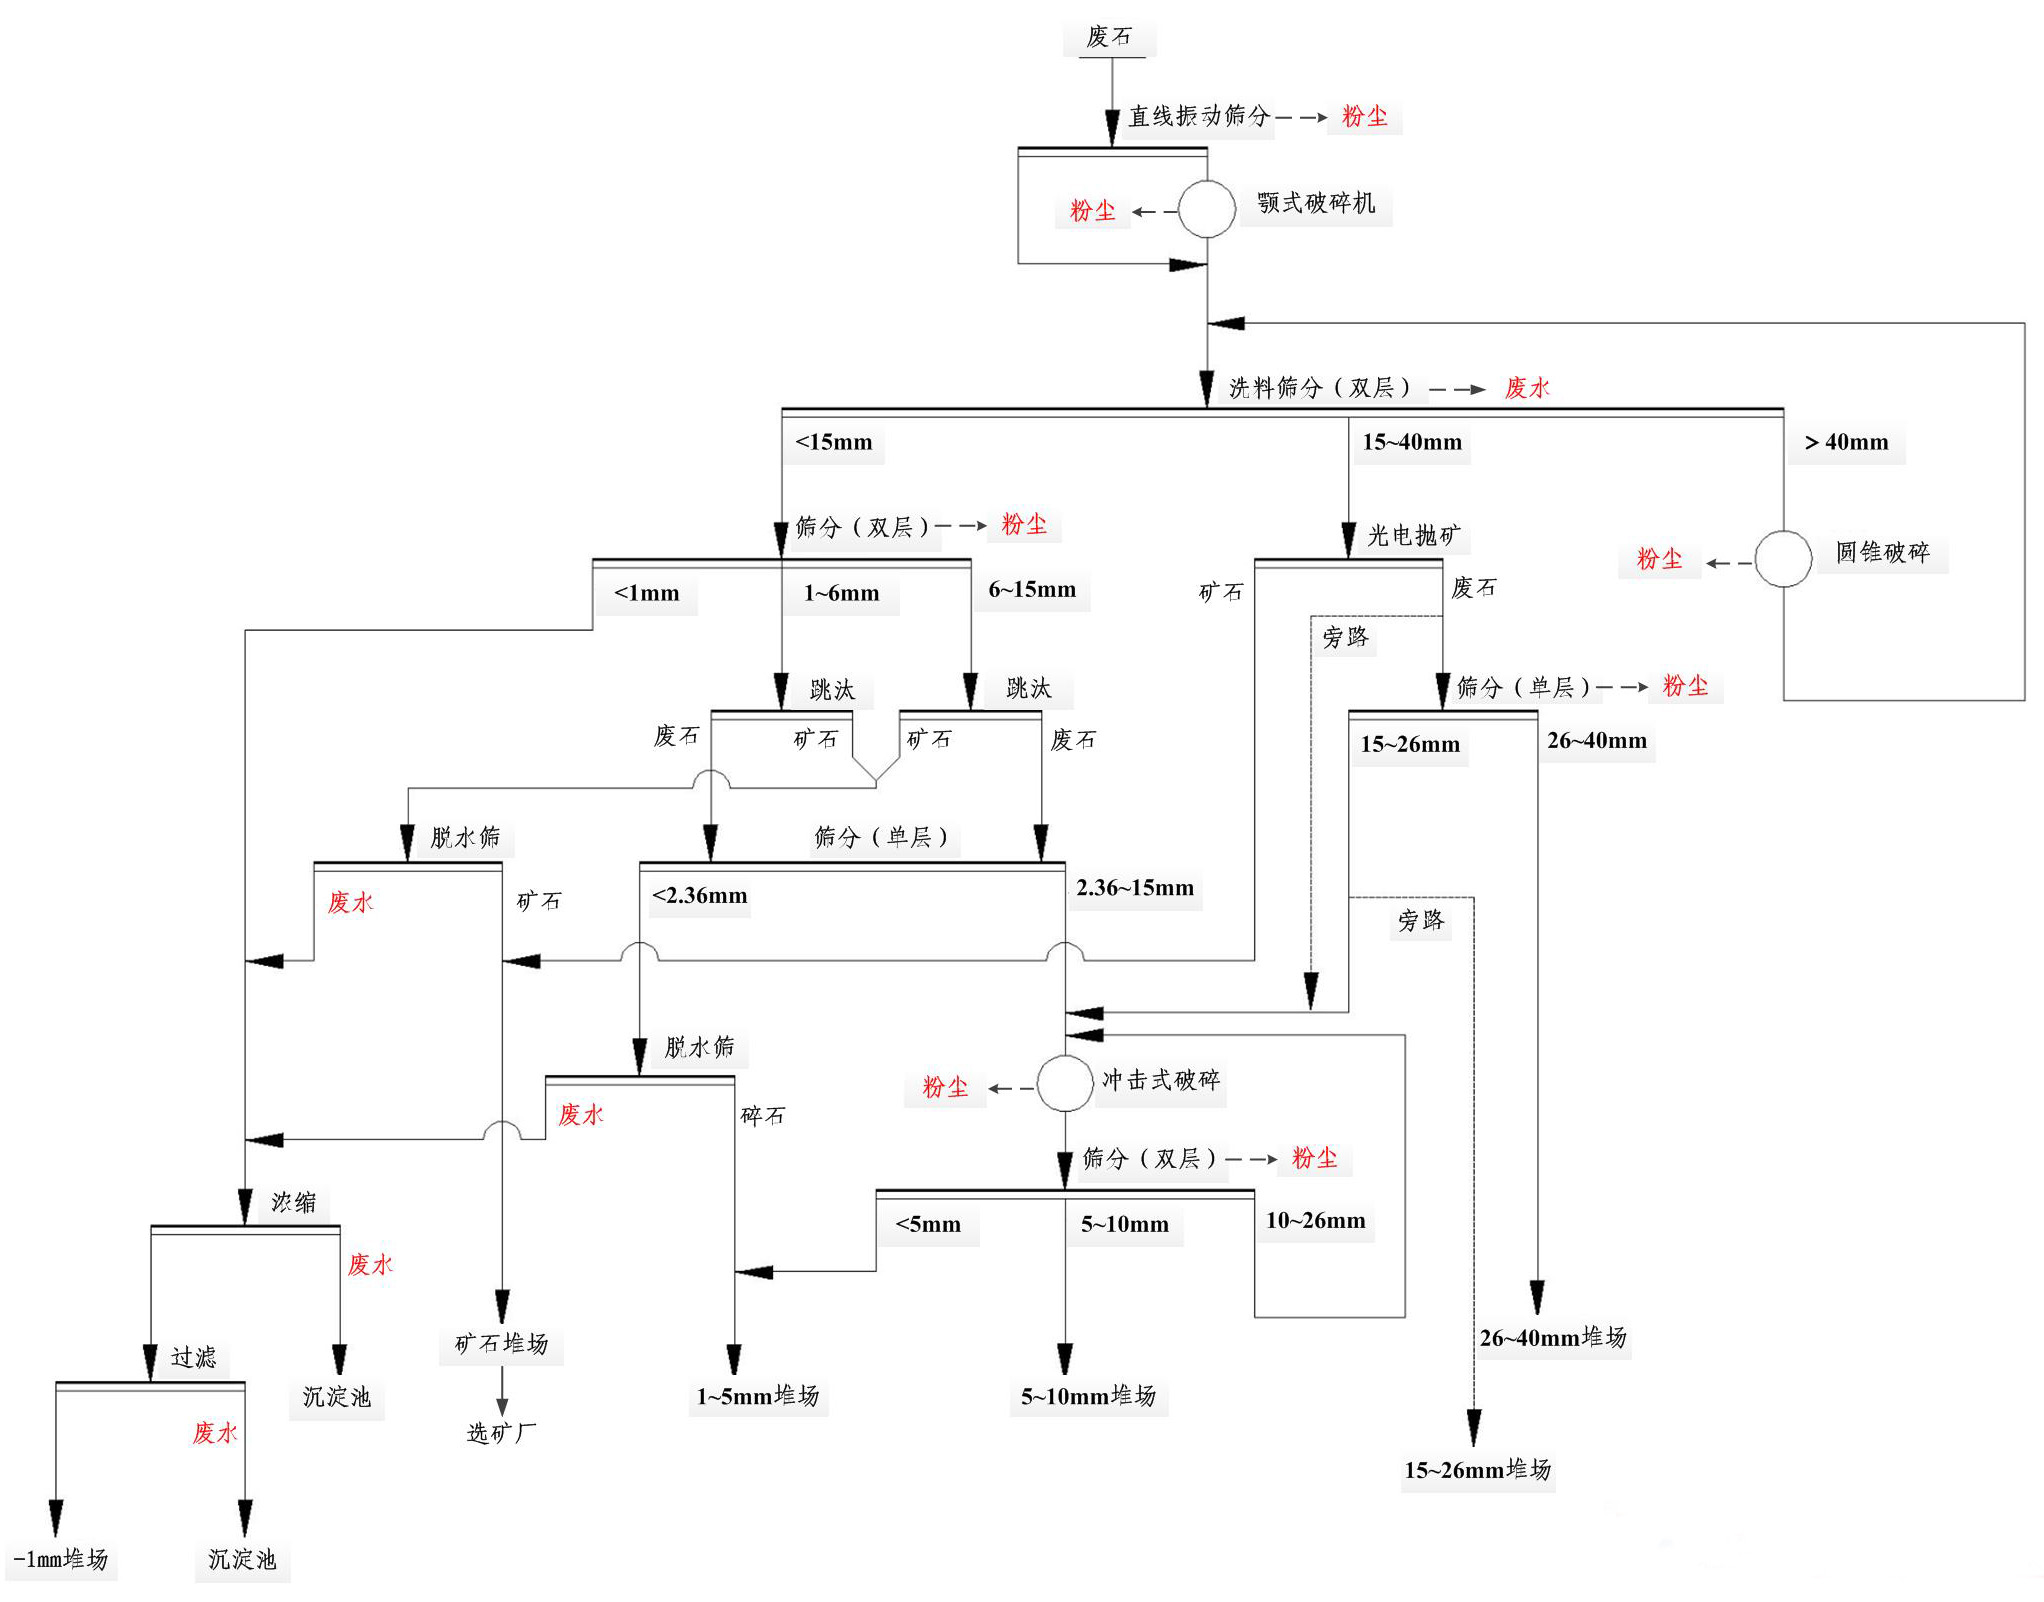 废石
直线振动筛分
粉尘
粉尘
颚式破碎机
洗料筛分（双层）
废水
<15mm
15~40mm
＞40mm
筛分（双层）
粉尘
光电抛矿
粉尘
圆锥破碎
<1mm
1~6mm
6~15mm
矿石
废石
旁路
跳汰
跳汰
筛分（单层）
粉尘
废石
矿石
矿石
废石
15~26mm
26~40mm
脱水筛
筛分（单层）
废水
矿石
<2.36mm
2.36~15mm
旁路
脱水筛
粉尘
冲击式破碎
废水
碎石
筛分（双层）
粉尘
浓缩
<5mm
5~10mm
10~26mm
废水
过滤
矿石堆场
26~40mm堆场
沉淀池
1~5mm堆场
5~10mm堆场
废水
选矿厂
15~26mm堆场
-1mm堆场
沉淀池